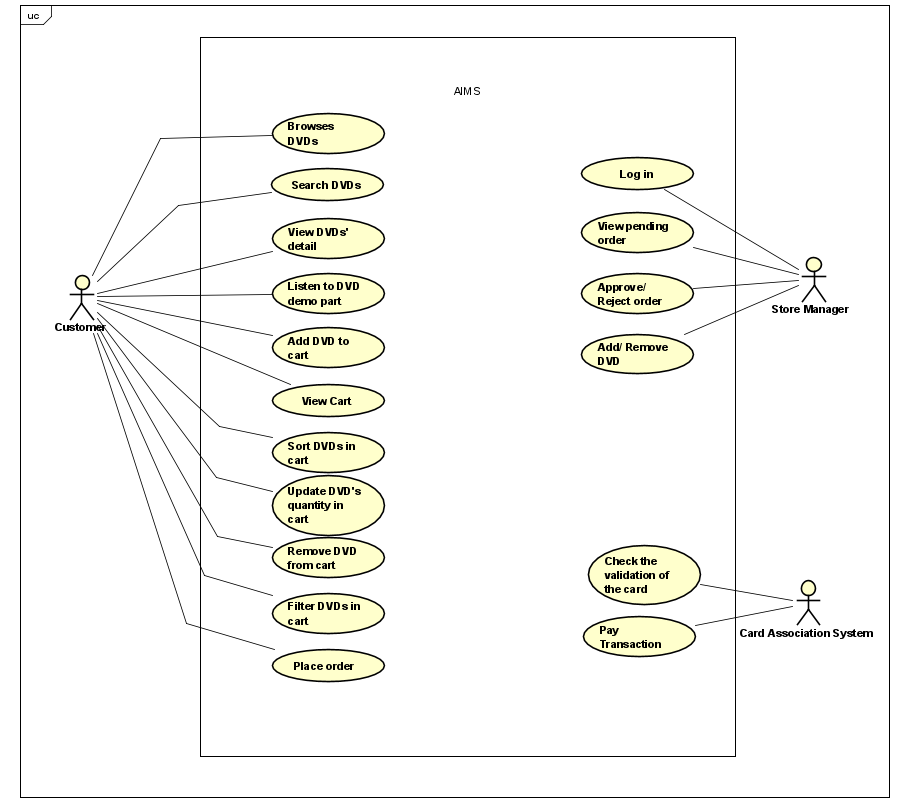 uc
AIMS
Browses
DVDs
Search DVDs
View DVDs'
detail
Listen to DVD
demo part
Add DVD to
cart
View Cart
Sort DVDs in
cart
Update DVD's
quantity in
cart
Remove DVD
from cart
Filter DVDs in
cart
Place order
Customer
Log in
View pending
order
Approve/
Reject order
Add/ Remove
DVD
Store Manager
Check the
validation of
the card
Pay
Transaction
Card Association System